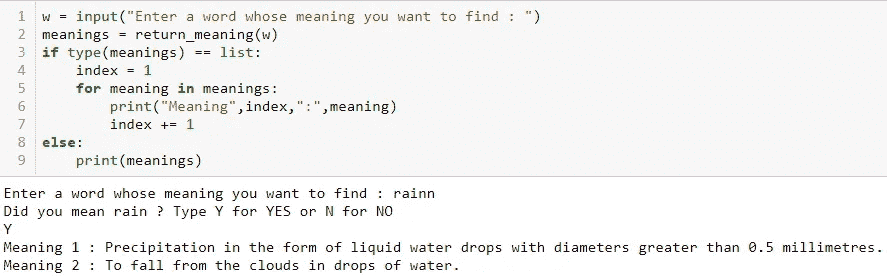 1 w = input("Enter a word whose meaning you want to find : ")
2 meanings = return_meaning(w)
3 if type(meanings) == list:
4     index = 1
5     for meaning in meanings:
6         print("Meaning",index,":",meaning)
7         index += 1
8 else:
9     print(meanings)
Enter a word whose meaning you want to find : rainn
Did you mean rain ? Type Y for YES or N for NO
Y
Meaning 1 : Precipitation in the form of liquid water drops with diameters greater than 0.5 millimetres.
Meaning 2 : To fall from the clouds in drops of water.